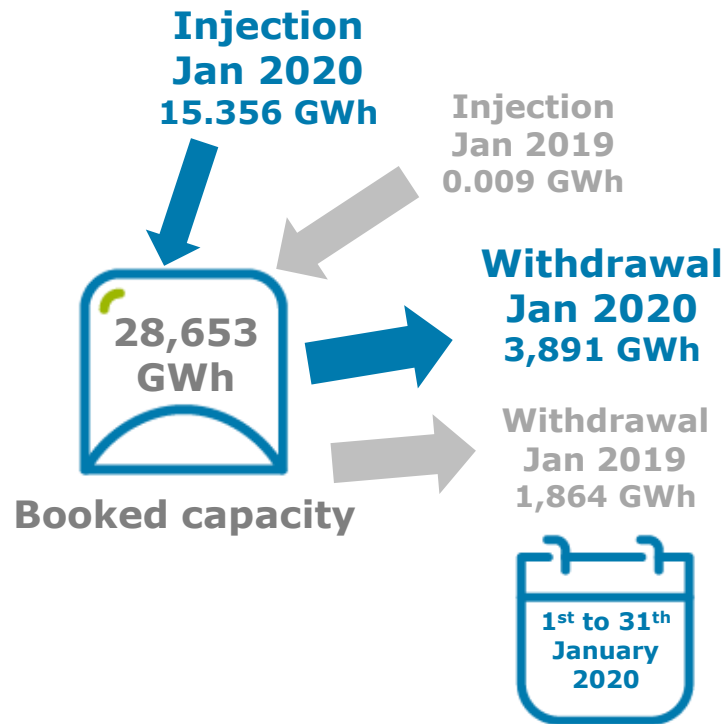 Injection
Jan 2020
15.356 GWh
Injection
Jan 2019
0.009 GWh
28,653
GWh
Booked capacity
Withdrawal
Jan 2020
3,891 GWh
Withdrawal
Jan 2019
1,864 GWh
1st to 31th
January
2020